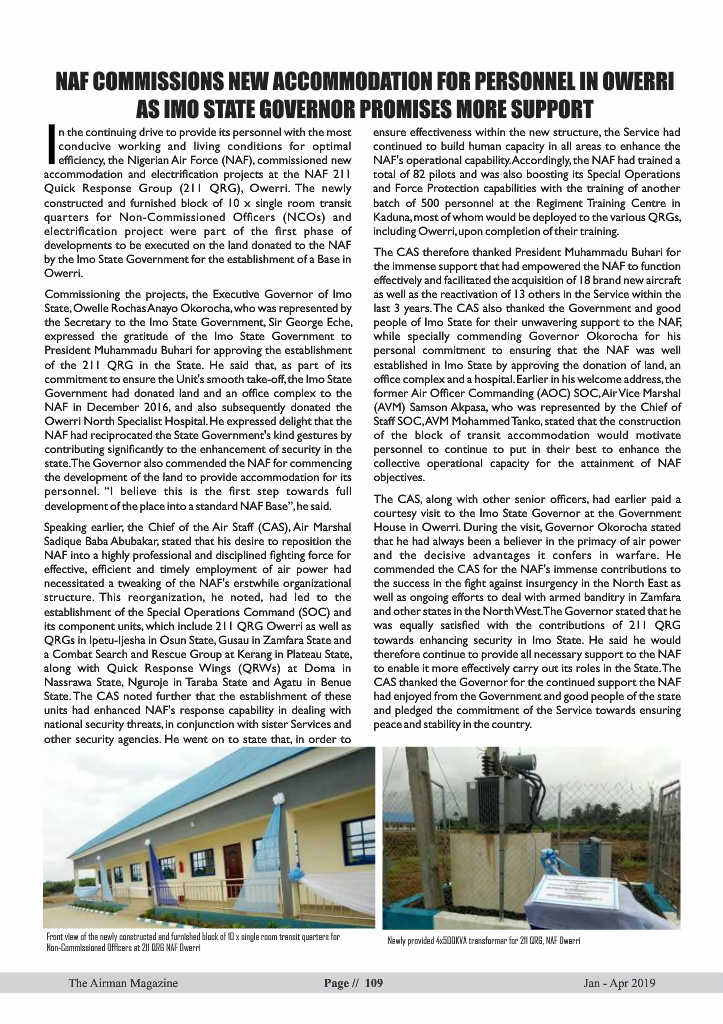 NAF COMMISSIONS NEW ACCOMMODATION FOR PERSONNEL IN OWERRI
AS IMO STATE GOVERNOR PROMISES MORE SUPPORT
In the continuing drive to provide its personnel with the most
conducive working and living conditions for optimal
efficiency, the Nigerian Air Force (NAF), commissioned new
accommodation and electrification projects at the NAF 211
Quick Response Group (211 QRG), Owerri. The newly
constructed and furnished block of 10 x single room transit
quarters for Non-Commissioned Officers (NCOs) and
electrification project were part of the first phase of
developments to be executed on the land donated to the NAF
by the Imo State Government for the establishment of a Base in
Owerri.
Commissioning the projects, the Executive Governor of Imo
State, Owelle Rochas Anayo Okorocha, who was represented by
the Secretary to the Imo State Government, Sir George Eche,
expressed the gratitude of the Imo State Government to
President Muhammadu Buhari for approving the establishment
of the 211 QRG in the State. He said that, as part of its
commitment to ensure the Unit's smooth take-off, the Imo State
Government had donated land and an office complex to the
NAF in December 2016, and also subsequently donated the
Owerri North Specialist Hospital. He expressed delight that the
NAF had reciprocated the State Government's kind gestures by
contributing significantly to the enhancement of security in the
state. The Governor also commended the NAF for commencing
the development of the land to provide accommodation for its
personnel. “I believe this is the first step towards full
development of the place into a standard NAF Base”, he said.
Speaking earlier, the Chief of the Air Staff (CAS), Air Marshal
Sadique Baba Abubakar, stated that his desire to reposition the
NAF into a highly professional and disciplined fighting force for
effective, efficient and timely employment of air power had
necessitated a tweaking of the NAF's erstwhile organizational
structure. This reorganization, he noted, had led to the
establishment of the Special Operations Command (SOC) and
its component units, which include 211 QRG Owerri as well as
QRGs in Ipetu-Ijesha in Osun State, Gusau in Zamfara State and
a Combat Search and Rescue Group at Kerang in Plateau State,
along with Quick Response Wings (QRWs) at Doma in
Nassrawa State, Nguroje in Taraba State and Agatu in Benue
State. The CAS noted further that the establishment of these
units had enhanced NAF's response capability in dealing with
national security threats, in conjunction with sister Services and
other security agencies. He went on to state that, in order to
ensure effectiveness within the new structure, the Service had
continued to build human capacity in all areas to enhance the
NAF's operational capability. Accordingly, the NAF had trained a
total of 82 pilots and was also boosting its Special Operations
and Force Protection capabilities with the training of another
batch of 500 personnel at the Regiment Training Centre in
Kaduna, most of whom would be deployed to the various QRGs,
including Owerri, upon completion of their training.
The CAS therefore thanked President Muhammadu Buhari for
the immense support that had empowered the NAF to function
effectively and facilitated the acquisition of 18 brand new aircraft
as well as the reactivation of 13 others in the Service within the
last 3 years. The CAS also thanked the Government and good
people of Imo State for their unwavering support to the NAF,
while specially commending Governor Okorocha for his
personal commitment to ensuring that the NAF was well
established in Imo State by approving the donation of land, an
office complex and a hospital. Earlier in his welcome address, the
former Air Officer Commanding (AOC) SOC, Air Vice Marshal
(AVM) Samson Akpasa, who was represented by the Chief of
Staff SOC, AVM Mohammed Tanko, stated that the construction
of the block of transit accommodation would motivate
personnel to continue to put in their best to enhance the
collective operational capacity for the attainment of NAF
objectives.
The CAS, along with other senior officers, had earlier paid a
courtesy visit to the Imo State Governor at the Government
House in Owerri. During the visit, Governor Okorocha stated
that he had always been a believer in the primacy of air power
and the decisive advantages it confers in warfare. He
commended the CAS for the NAF's immense contributions to
the success in the fight against insurgency in the North East as
well as ongoing efforts to deal with armed banditry in Zamfara
and other states in the North West. The Governor stated that he
was equally satisfied with the contributions of 211 QRG
towards enhancing security in Imo State. He said he would
therefore continue to provide all necessary support to the NAF
to enable it more effectively carry out its roles in the State. The
CAS thanked the Governor for the continued support the NAF
had enjoyed from the Government and good people of the state
and pledged the commitment of the Service towards ensuring
peace and stability in the country.
Front view of the newly constructed and furnished block of 10 x single room transit quarters for
Non-Commissioned Officers at 211 QRG NAF Owerri
Newly provided 4x500KVA transformer for 211 QRG, NAF Owerri
The Airman Magazine
Page // 109
Jan - Apr 2019